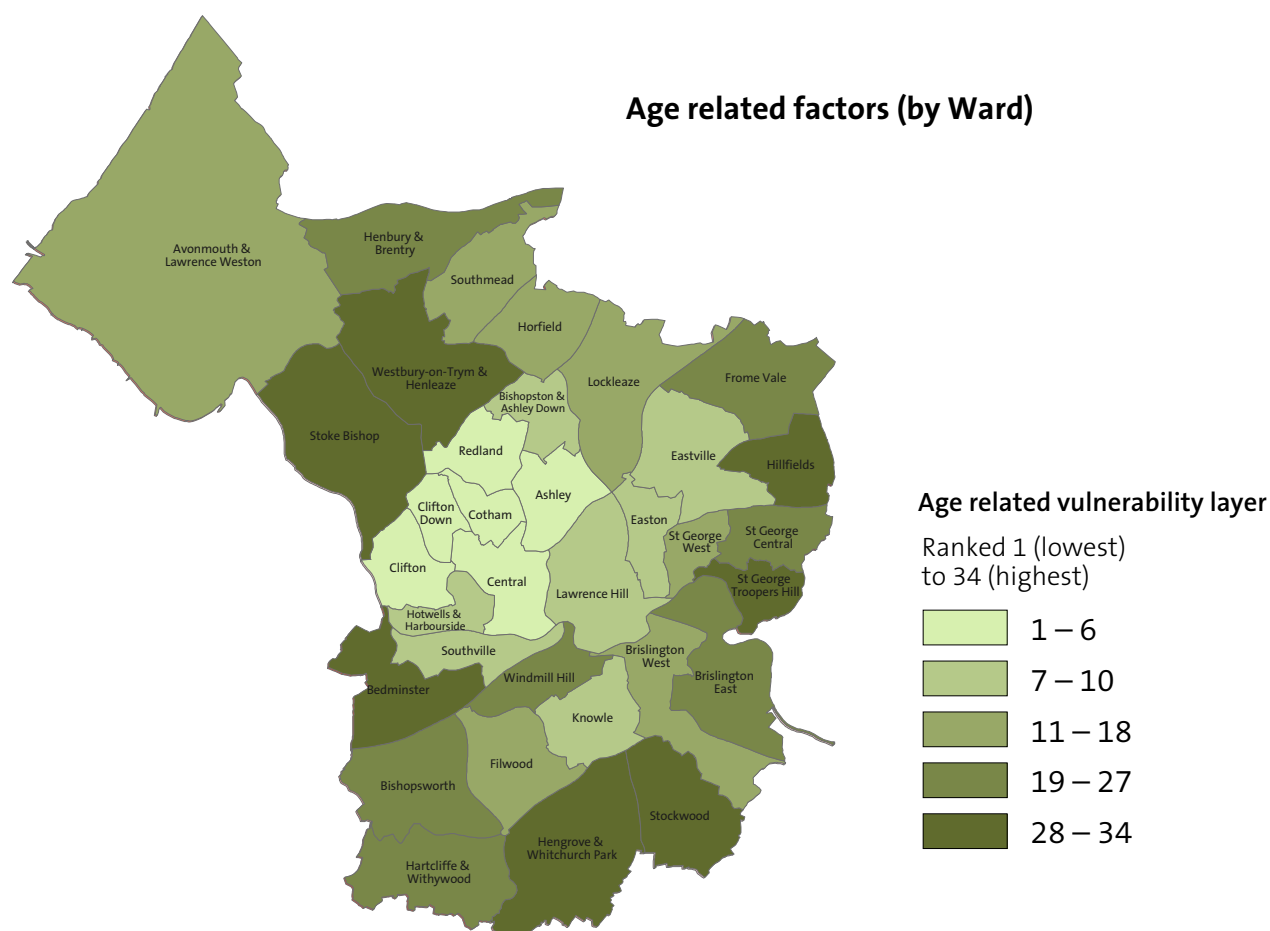 Age related factors (by Ward)
Avonmouth &
Lawrence Weston
Henbury &
Brentry
Southmead
Horfield
Westbury-on-Trym &
Henleaze
Lockleaze
Frome Vale
Bishopston &
Ashley Down
Stoke Bishop
Redland
Eastville
Hillfields
Ashley
Clifton
Down
Cotham
Easton
St George
West
St George
Central
Clifton
Central
Lawrence Hill
St George
Troopers Hill
Hotwells &
Harbourside
Southville
Brislington
West
Bedminster
Windmill Hill
Brislington
East
Knowle
Filwood
Bishopsworth
Stockwood
Hengrove &
Whitchurch Park
Hartcliffe &
Withywood
Age related vulnerability layer
Ranked 1 (lowest)
to 34 (highest)
1 – 6
7 – 10
11 – 18
19 – 27
28 – 34